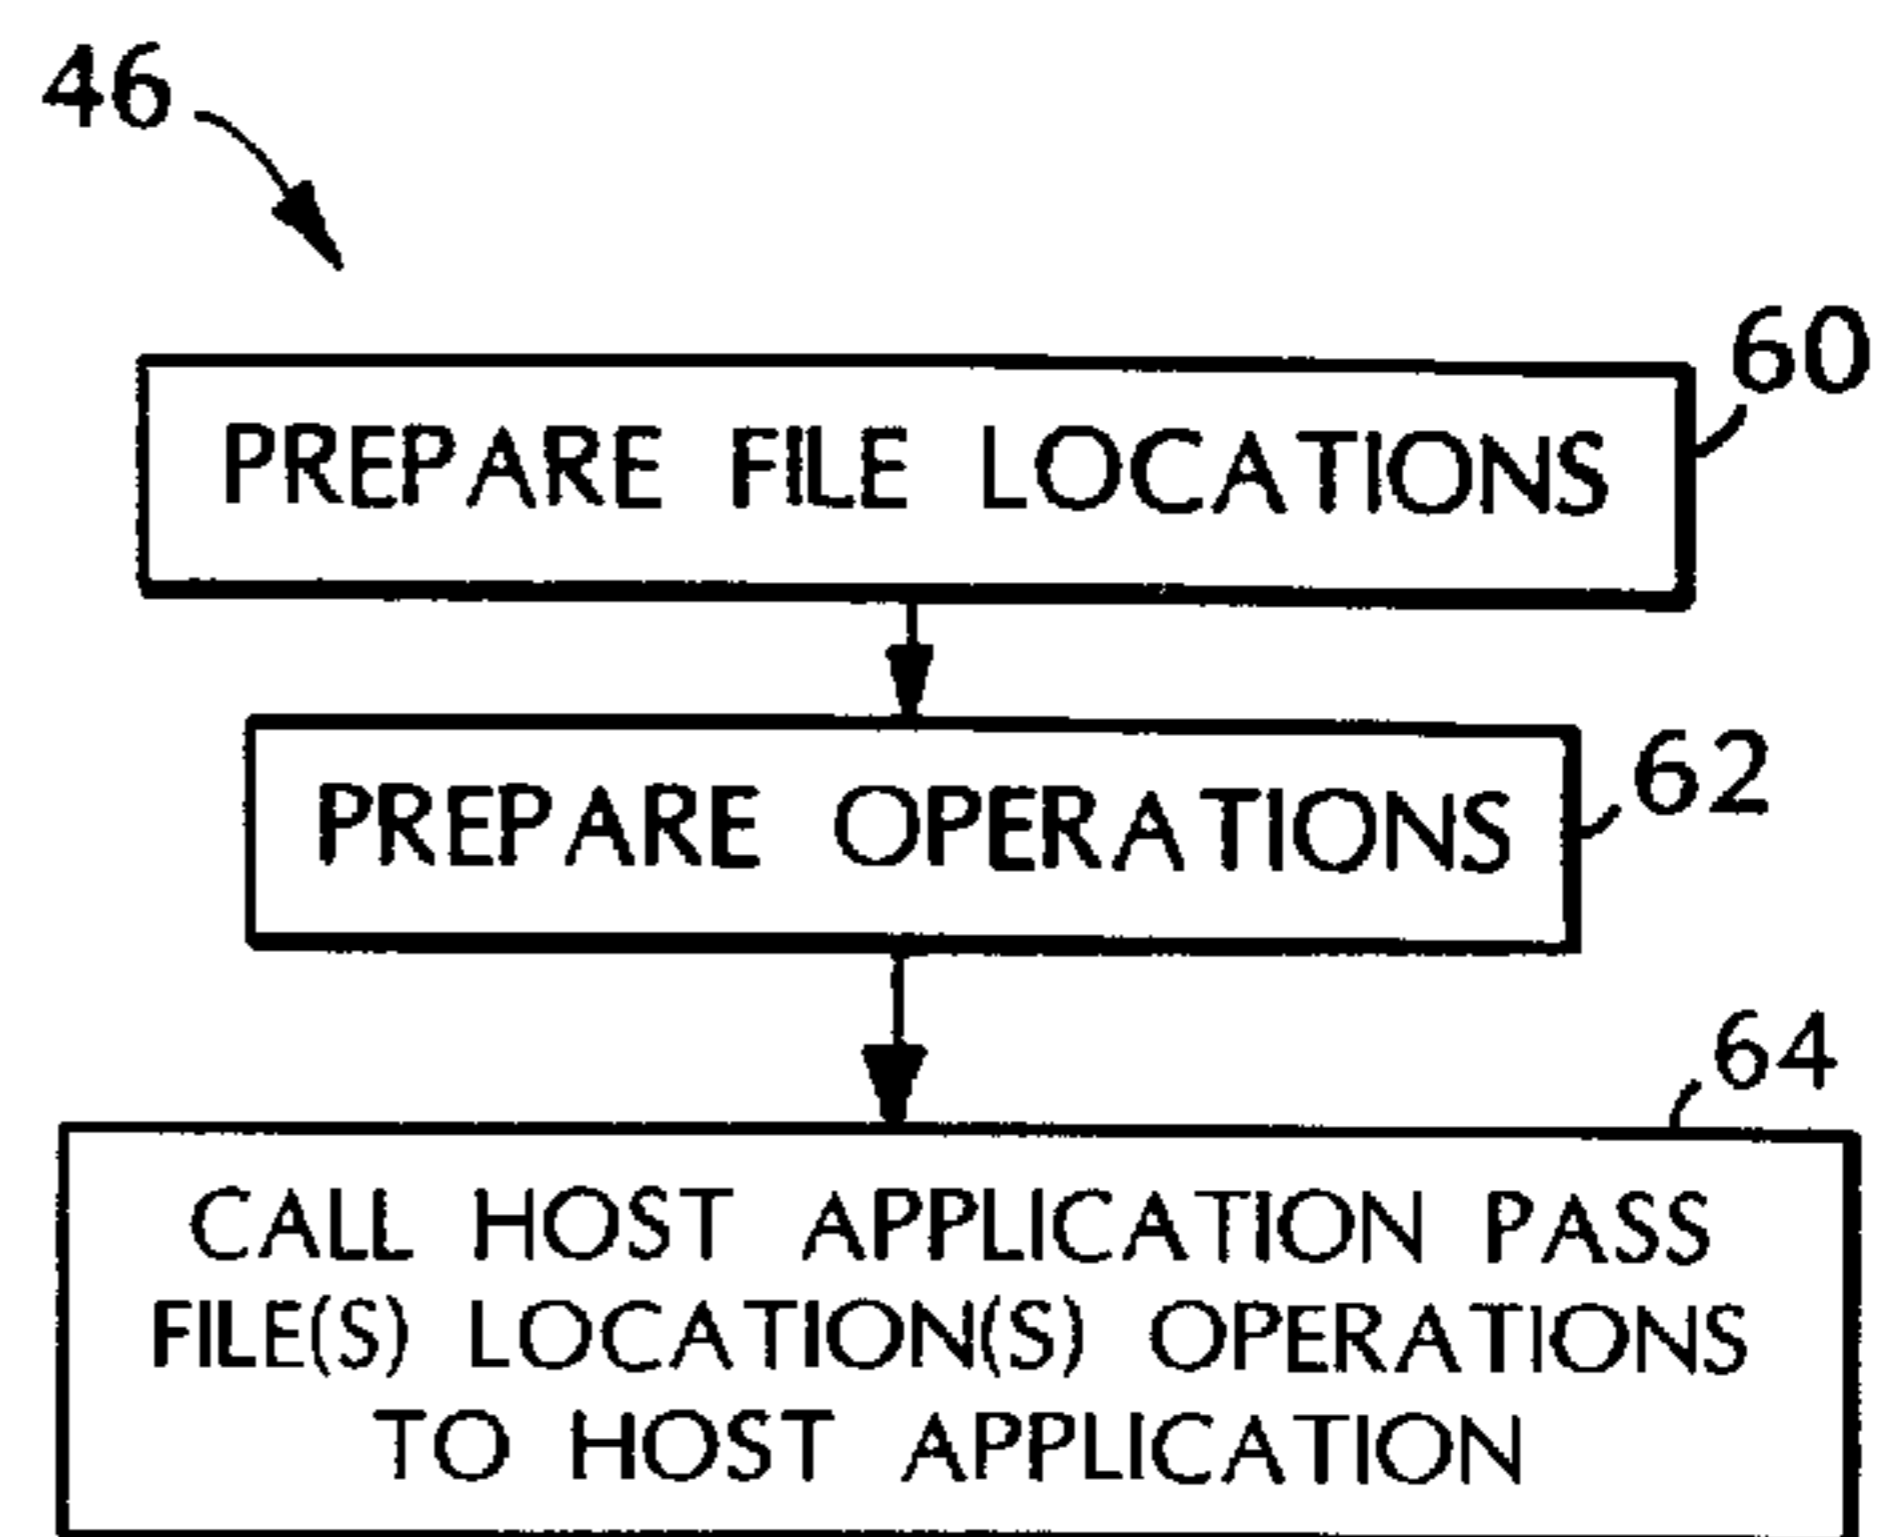 46
60
PREPARE FILE LOCATIONS
62
PREPARE OPERATIONS
64
CALL HOST APPLICATION PASS
FILE(S) LOCATION(S) OPERATIONS
TO HOST APPLICATION